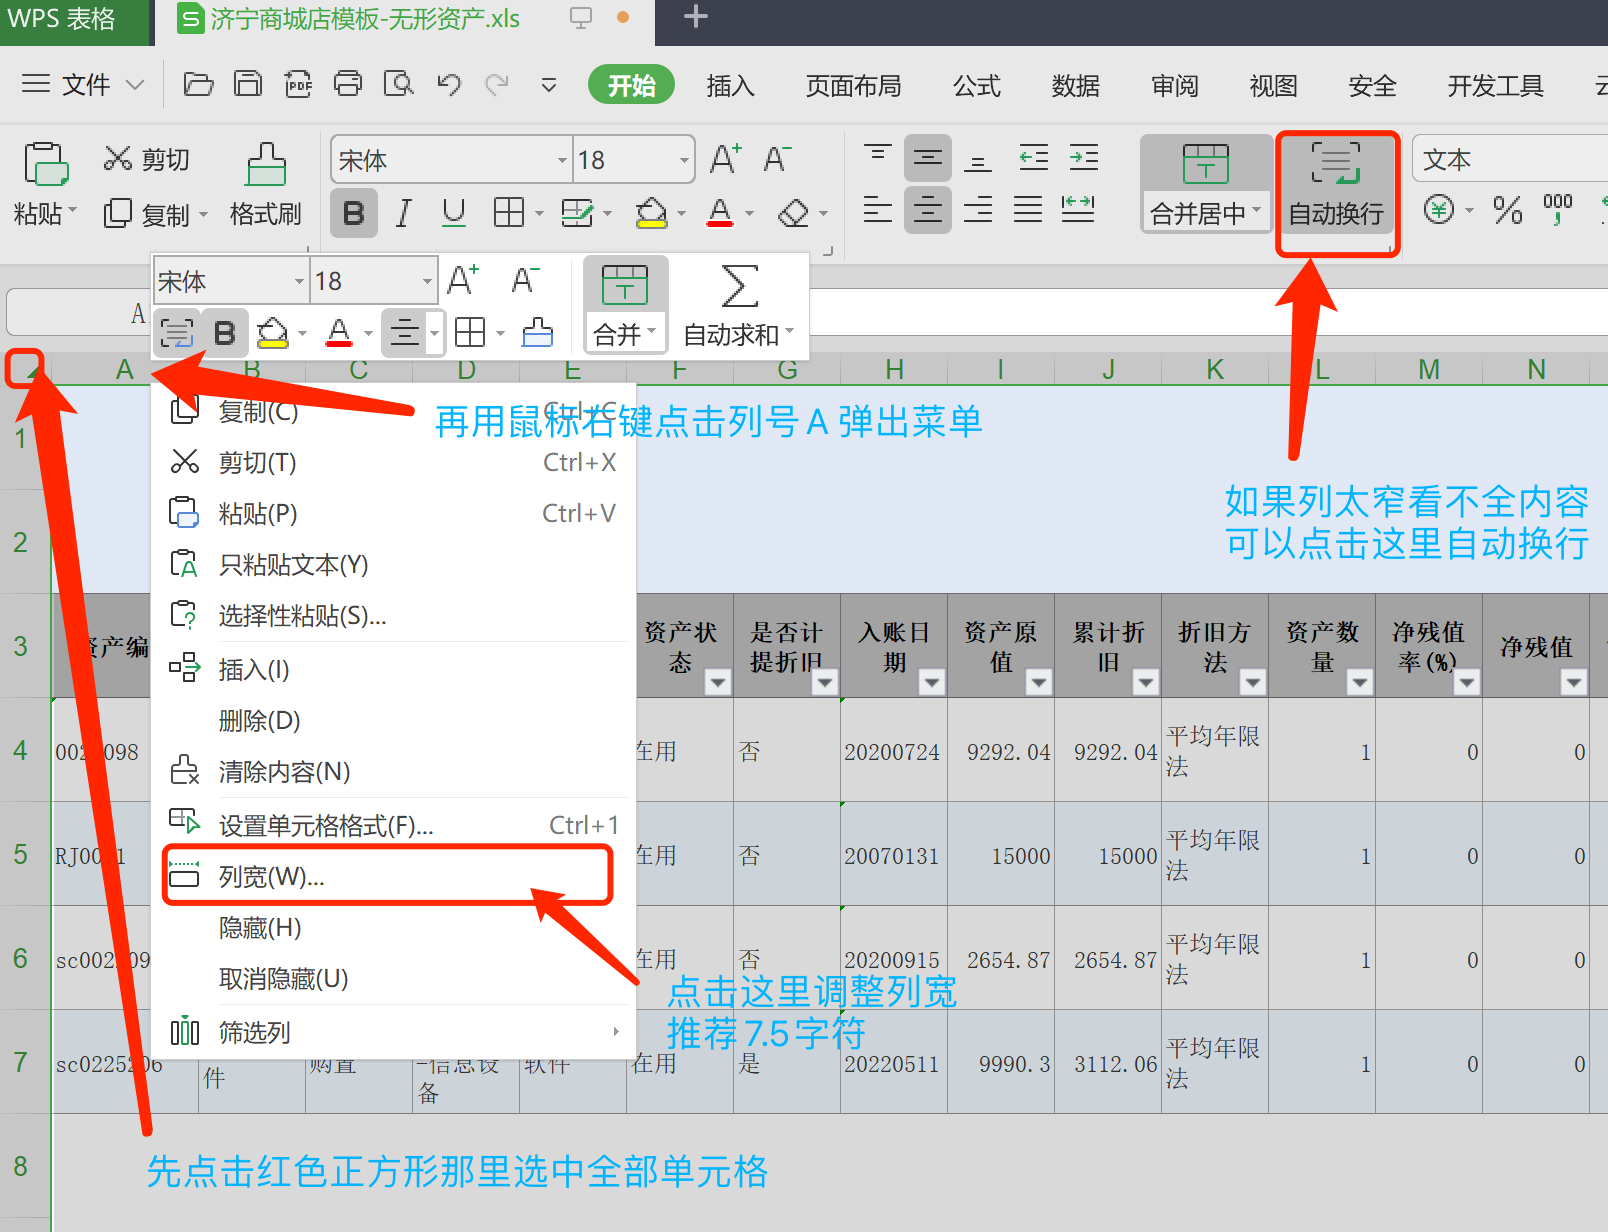 WPS 表格
S 济宁商城店模板-无形资产.xls
文件
PDF
开始 插入 页面布局 公式 数据 审阅 视图 安全 开发工具
粘贴 剪切 复制 格式刷
宋体 18 A+ A-
B I U A
合并居中 自动换行
文本
% 000
宋体 18 A+ A-
B A
合并 自动求和
A
A B C D E F G H I J K L M N
复制(C) Ctrl+C
再用鼠标右键点击列号 A 弹出菜单
剪切(T) Ctrl+X
粘贴(P) Ctrl+V
只粘贴文本(Y)
选择性粘贴(S)...
插入(I)
删除(D)
清除内容(N)
设置单元格格式(F)... Ctrl+1
列宽(W)...
隐藏(H)
取消隐藏(U)
筛选列
如果列太窄看不全内容
可以点击这里自动换行
点击这里调整列宽
推荐 7.5 字符
1
2
3 资产编 资产状态 是否计提折旧 入账日期 资产原值 累计折旧 折旧方法 资产数量 净残值率(%) 净残值
4 098 在用 否 20200724 9292.04 9292.04 平均年限法 1 0 0
5 在用 否 20070131 15000 15000 平均年限法 1 0 0
6 在用 否 20200915 2654.87 2654.87 平均年限法 1 0 0
7 sc0225206 件 购置 -信息设备 软件 在用 是 20220511 9990.3 3112.06 平均年限法 1 0 0
8
先点击红色正方形那里选中全部单元格